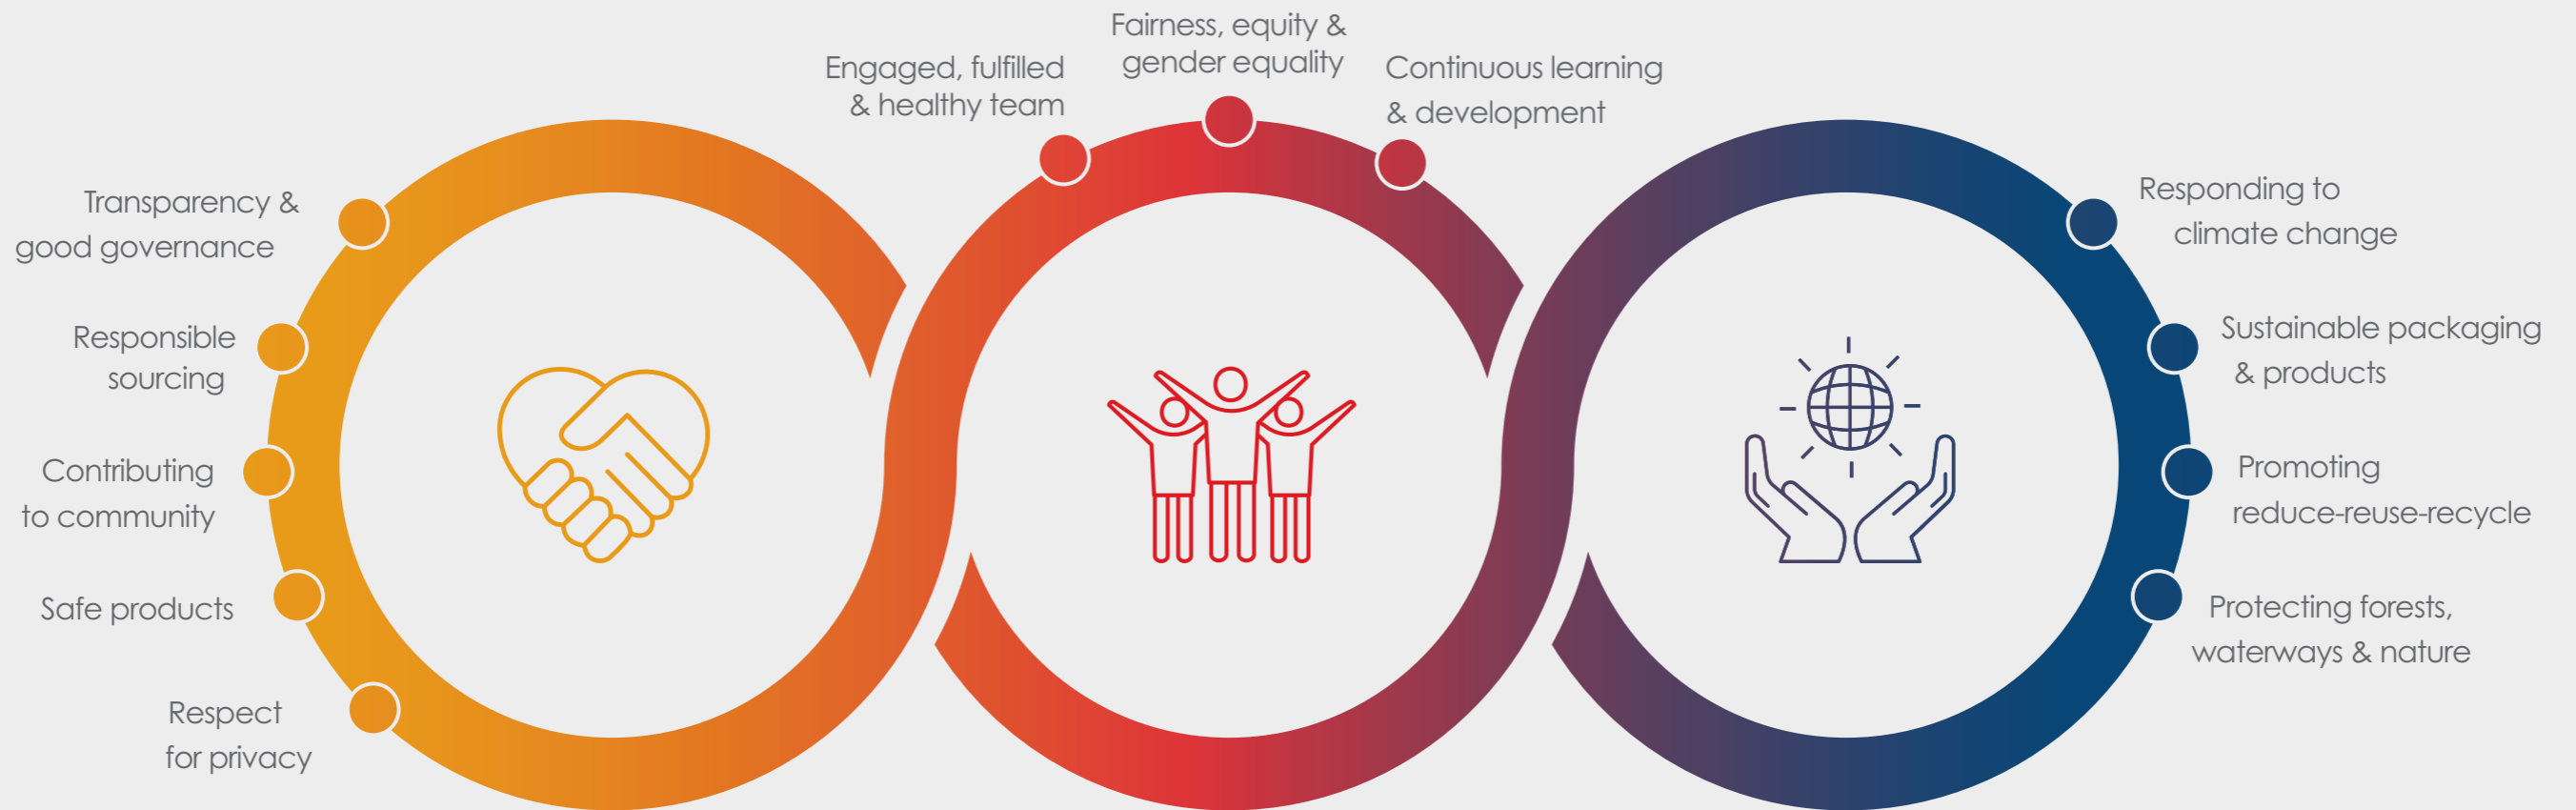 Transparency &
good governance
Responsible
sourcing
Contributing
to community
Safe products
Respect
for privacy
Engaged, fulfilled
& healthy team
Fairness, equity &
gender equality
Continuous learning
& development
Responding to
climate change
Sustainable packaging
& products
Promoting
reduce-reuse-recycle
Protecting forests,
waterways & nature